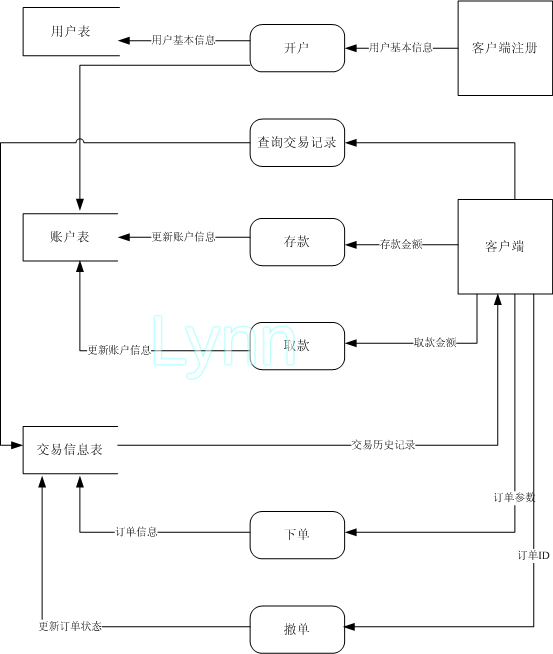 用户表
用户基本信息
开户
用户基本信息
客户端注册
查询交易记录
账户表
更新账户信息
存款
存款金额
客户端
更新账户信息
Lynn
取款
取款金额
交易信息表
交易历史记录
订单参数
订单信息
下单
订单ID
更新订单状态
撤单